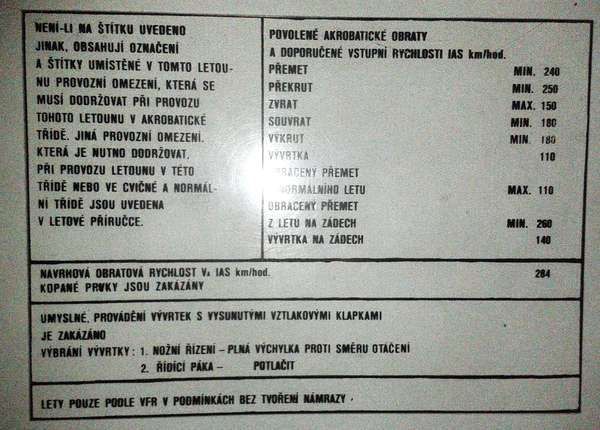 NENÍ-LI NA ŠTÍTKU UVEDENO
JINAK, OBSAHUJÍ OZNAČENÍ
A ŠTÍTKY UMÍSTĚNÉ V TOMTO LETOU-
NU PROVOZNÍ OMEZENÍ, KTERÁ SE
MUSÍ DODRŽOVAT PŘI PROVOZU
TOHOTO LETOUNU V AKROBATICKÉ
TŘÍDĚ. JINÁ PROVOZNÍ OMEZENÍ.
KTERÁ JE NUTNO DODRŽOVAT,
PŘI PROVOZU LETOUNU V TÉTO
TŘÍDĚ NEBO VE CVIČNÉ A NORMÁL-
NÍ TŘÍDĚ JSOU UVEDENA
V LETOVÉ PŘÍRUČCE.
POVOLENÉ AKROBATICKÉ OBRATY
A DOPORUČENÉ VSTUPNÍ RYCHLOSTI IAS km/hod.
PŘEMET MIN. 240
PŘEKRUT MIN. 250
ZVRAT MAX. 150
SOUVRAT MIN. 180
VÝKRUT MIN. 180
VÝVRTKA 110
OBRÁCENÝ PŘEMET
NORMÁLNÍHO LETU MAX. 110
OBRÁCENÝ PŘEMET
Z LETU NA ZÁDECH MIN. 260
VÝVRTKA NA ZÁDECH 140
NAVRHOVÁ OBRATOVÁ RYCHLOST Va IAS km/hod. 284
KOPANÉ PRVKY JSOU ZAKÁZÁNY
UMYSLNÉ, PROVÁDĚNÍ VÝVRTEK S VYSUNUTÝMI VZTLAKOVÝMI KLAPKAMI
JE ZAKÁZÁNO
VYBRÁNÍ VÝVRTKY: 1. NOŽNÍ ŘÍZENÍ – PLNÁ VÝCHYLKA PROTI SMĚRU OTÁČENÍ
2. ŘÍDÍCÍ PÁKA – POTLAČIT
LETY POUZE PODLE VFR V PODMÍNKÁCH BEZ TVOŘENÍ NÁMRAZY.